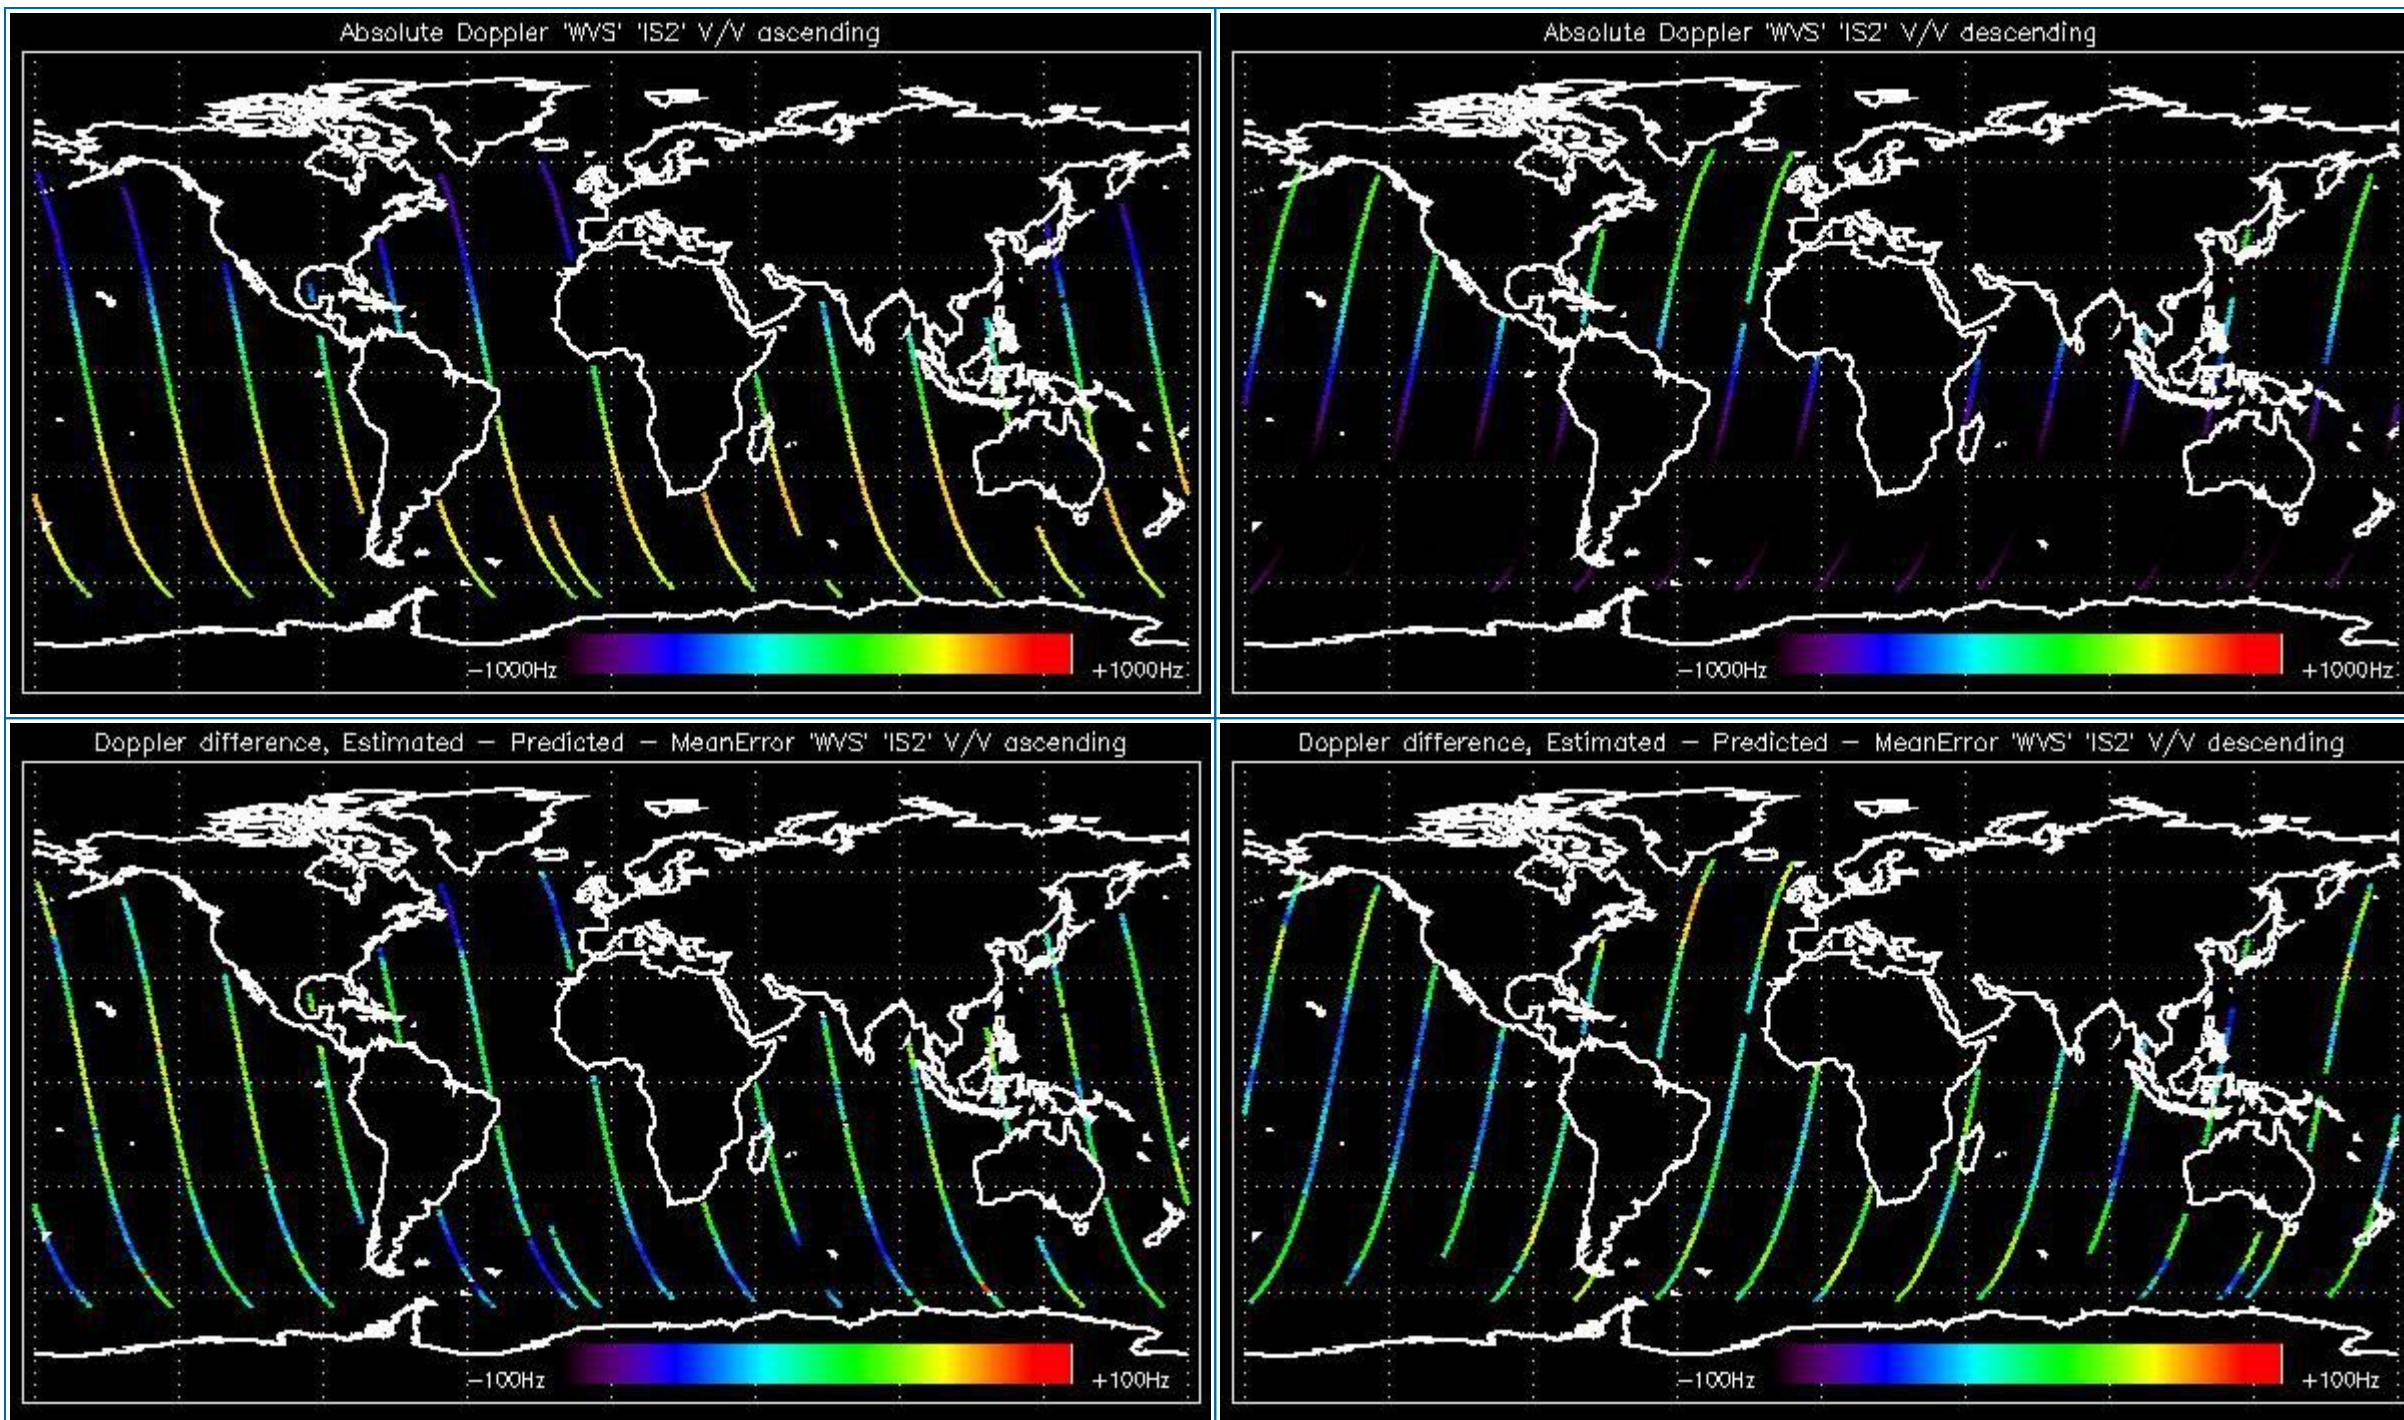 Absolute Doppler 'WVS' 'IS2' V/V ascending
-1000Hz
+1000Hz
Absolute Doppler 'WVS' 'IS2' V/V descending
-1000Hz
+1000Hz
Doppler difference, Estimated - Predicted - MeanError 'WVS' 'IS2' V/V ascending
-100Hz
+100Hz
Doppler difference, Estimated - Predicted - MeanError 'WVS' 'IS2' V/V descending
-100Hz
+100Hz